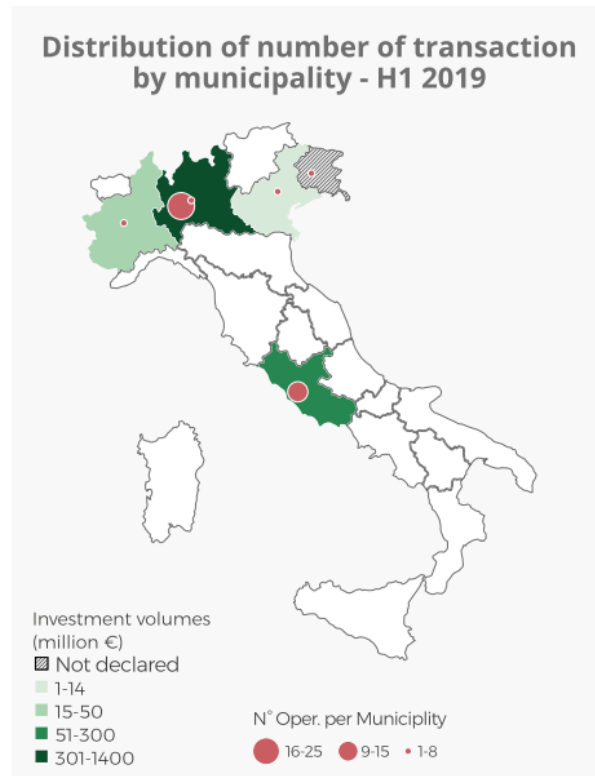 Distribution of number of transaction
by municipality - H1 2019
Investment volumes
(million €)
Not declared
1-14
15-50
51-300
301-1400
N° Oper. per Municiplity
16-25 9-15 1-8